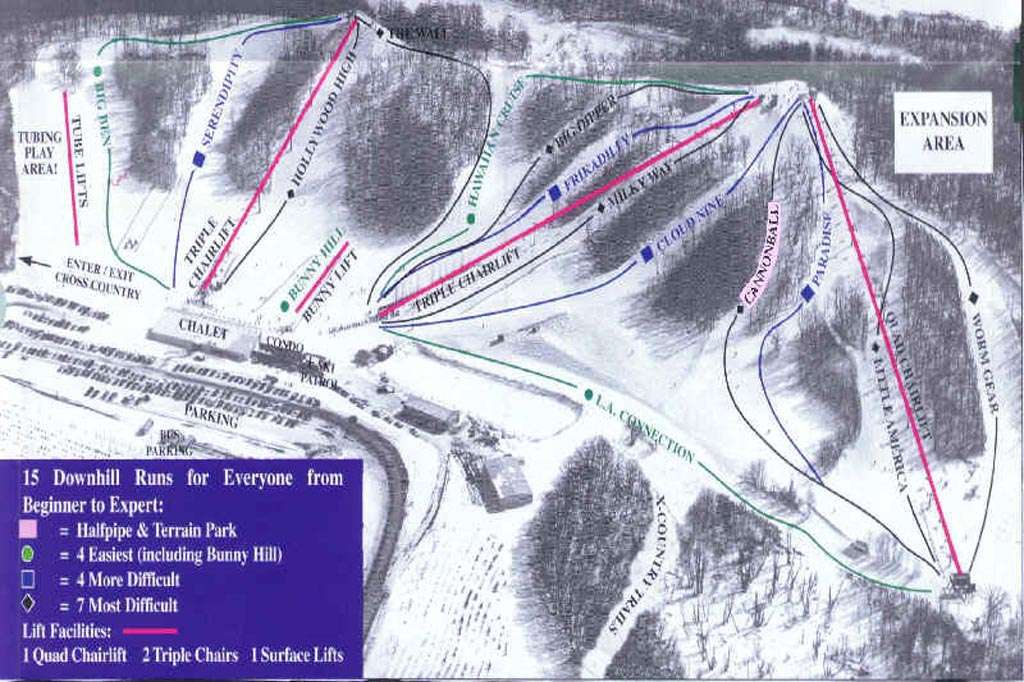 FIREWALL
BIG BEN
SERENDIPITY
HOLLYWOOD HIGH
HAWAIIAN CRUISE
BIG DIPPER
PRIKADILLY
MILKY WAY
CLOUD NINE
EXPANSION
AREA
TUBING
PLAY
AREA!
TUBE LIFTS
TRIPLE
CHAIRLIFT
BUNNY HILL
BUNNY LIFT
TRIPLE CHAIRLIFT
CANNONBALL
PARADISE
QUAD CHAIRLIFT
LITTLE AMERICA
WORM GEAR
ENTER / EXIT
CROSS COUNTRY
CHALET
CONDO
& SKI
PATROL
PARKING
BUS
PARKING
L.A. CONNECTION
X-COUNTRY TRAILS
15 Downhill Runs for Everyone from
Beginner to Expert:
= Halfpipe & Terrain Park
= 4 Easiest (including Bunny Hill)
= 4 More Difficult
= 7 Most Difficult
Lift Facilities:
1 Quad Chairlift 2 Triple Chairs 1 Surface Lifts